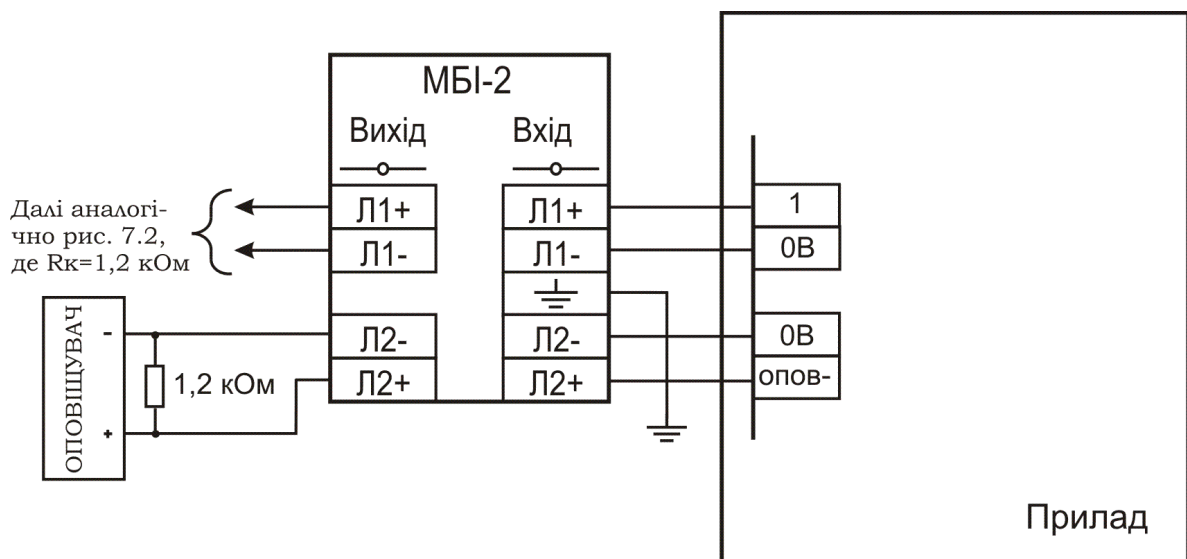 МБІ-2
Вихід
Вхід
Далі аналогі-
чно рис. 7.2,
де Rк=1,2 кОм
Л1+
Л1-
Л2-
Л2+
Л1+
Л1-
Л2-
Л2+
1
0В
0В
опов-
ОПОВІЩУВАЧ
-
+
1,2 кОм
Прилад